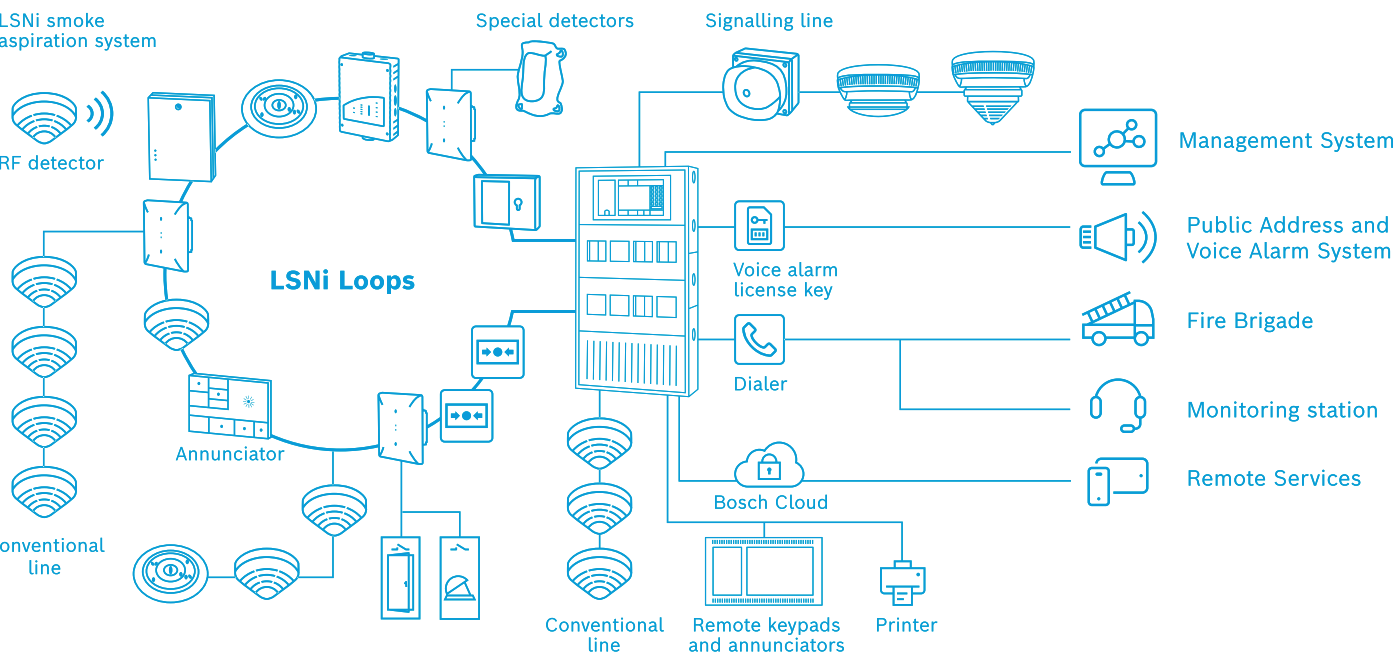 LSNi smoke
aspiration system
Special detectors
Signalling line
RF detector
Management System
Public Address and
Voice Alarm System
Voice alarm
license key
LSNi Loops
Fire Brigade
Dialer
Monitoring station
Annunciator
Remote Services
Bosch Cloud
onventional
line
Conventional
line
Remote keypads
and annunciators
Printer